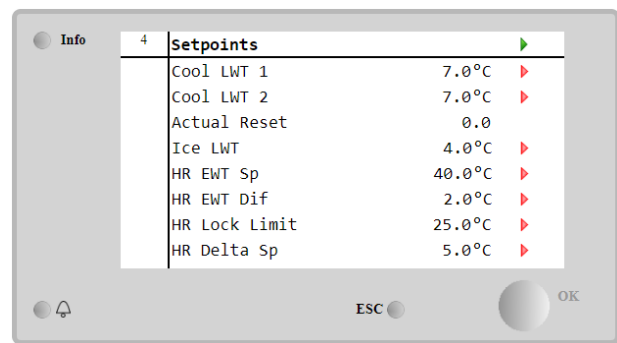 Info
4 Setpoints
Cool LWT 1 7.0°C
Cool LWT 2 7.0°C
Actual Reset 0.0
Ice LWT 4.0°C
HR EWT Sp 40.0°C
HR EWT Dif 2.0°C
HR Lock Limit 25.0°C
HR Delta Sp 5.0°C
ESC
OK